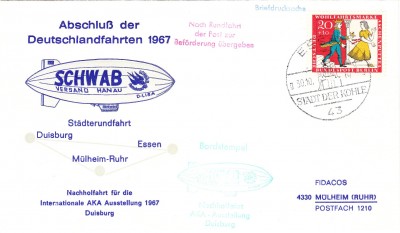 Abschluß der
Deutschlandfahrten 1967
Briefdrucksache
Nach Rundfahrt
der Post zur
Beförderung übergeben
WOHLFAHRTSMARKE
20
+10
DEUTSCHE BUNDESPOST BERLIN
SCHWAB
VERSAND HANAU
STADT DER KOHLE
43
Städterundfahrt
Duisburg
Essen
Mülheim-Ruhr
Nachholfahrt für die
Internationale AKA Ausstellung 1967
Duisburg
Duisburg
FIDACOS
4330 MÜLHEIM (RUHR)
POSTFACH 1210